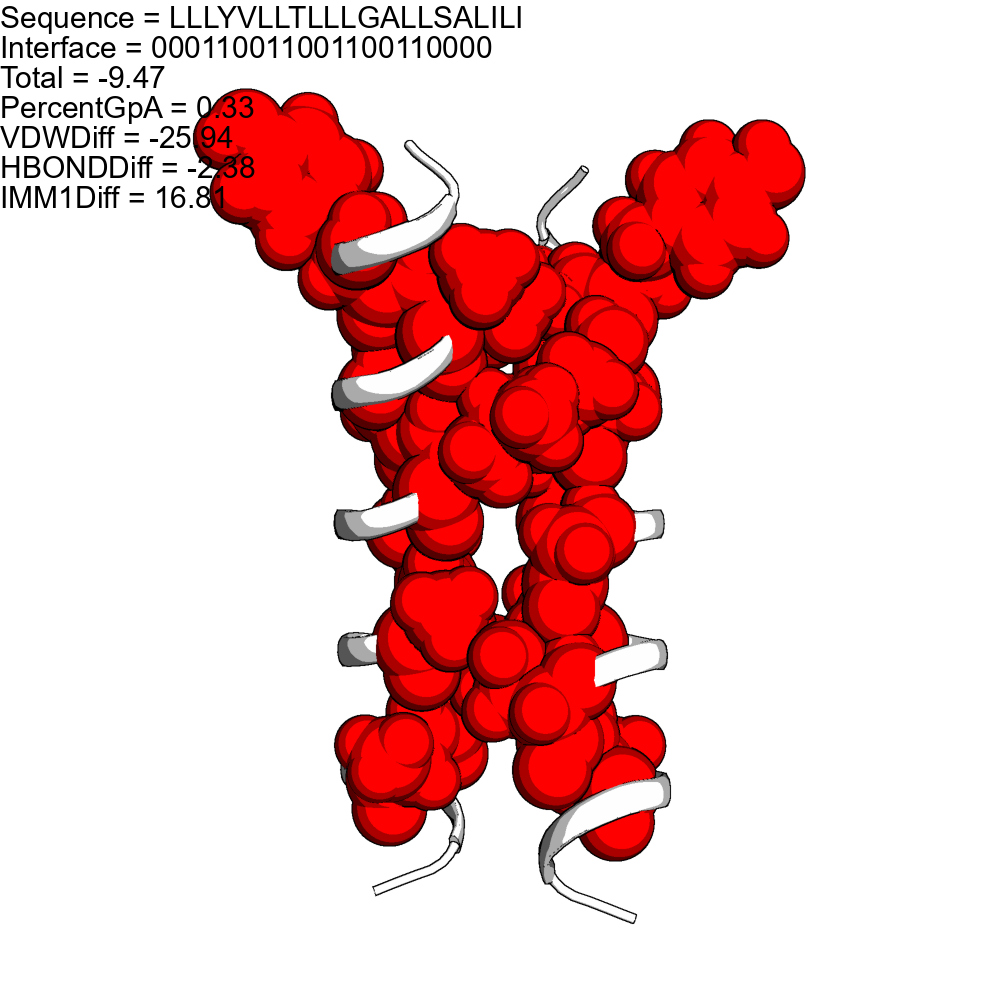 Sequence = LLLYVLLTLLLGALLSALILI
Interface = 000110011001100110000
Total = -9.47
PercentGpA = 0.33
VDWDiff = -25.94
HBONDDiff = -2.38
IMM1Diff = 16.81